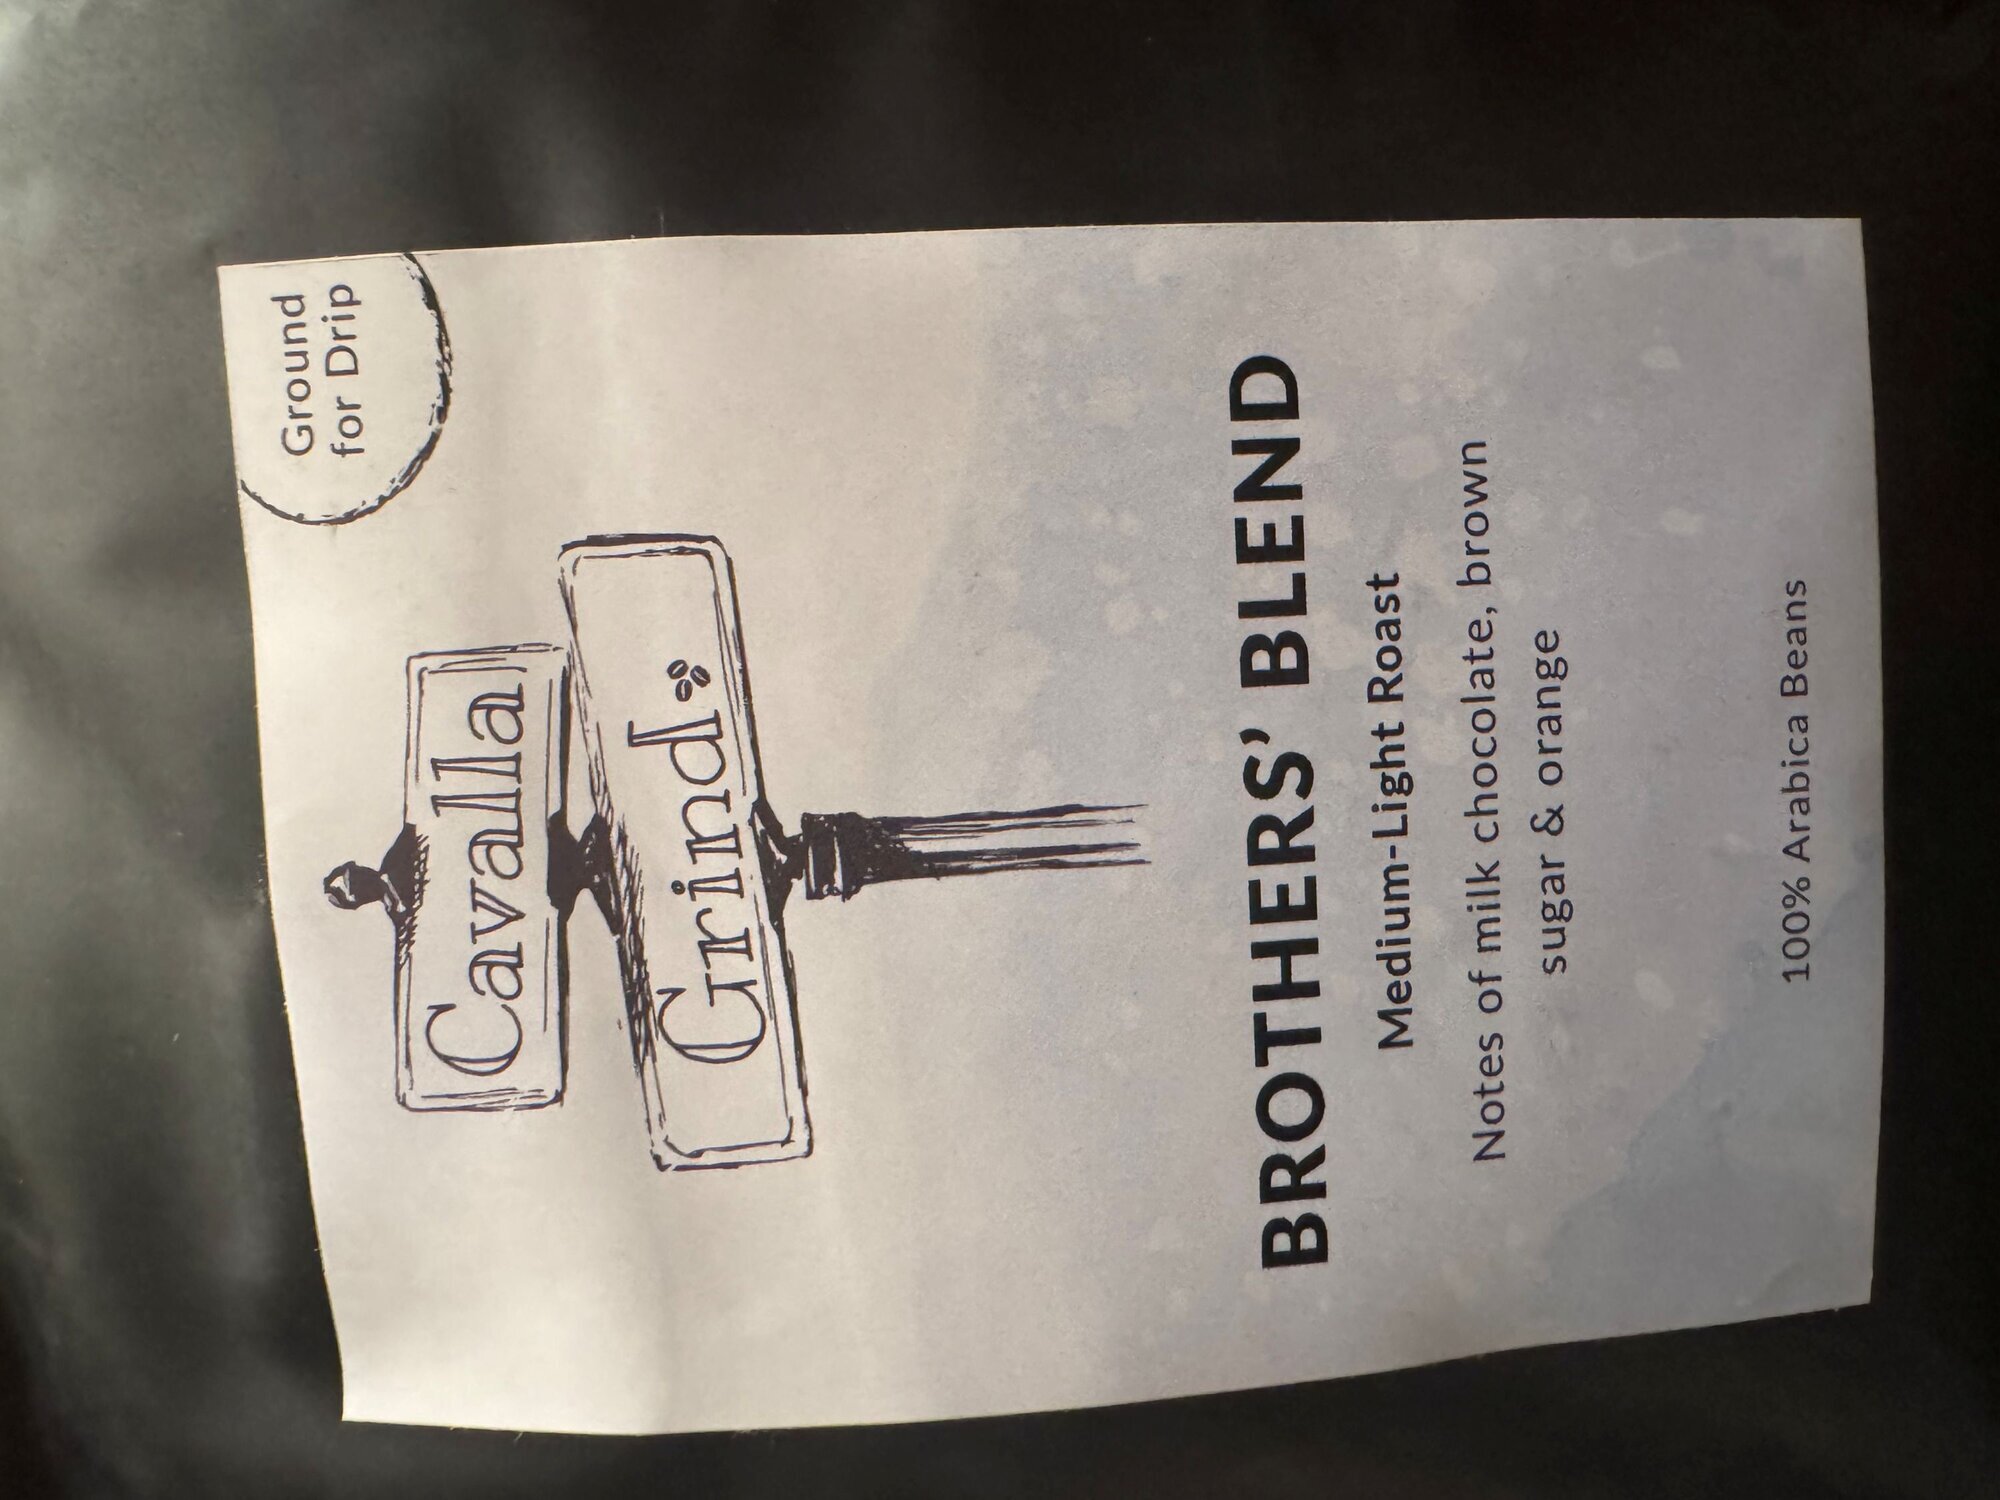 Ground
for Drip
Cavalla
Grind
BROTHERS' BLEND
Medium-Light Roast
Notes of milk chocolate, brown
sugar & orange
100% Arabica Beans